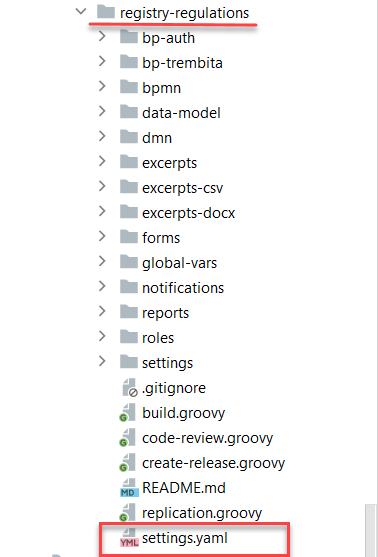 registry-regulations
bp-auth
bp-trembita
bpmn
data-model
dmn
excerpts
excerpts-csv
excerpts-docx
forms
global-vars
notifications
reports
roles
settings
.gitignore
build.groovy
code-review.groovy
create-release.groovy
MD README.md
replication.groovy
YML settings.yaml